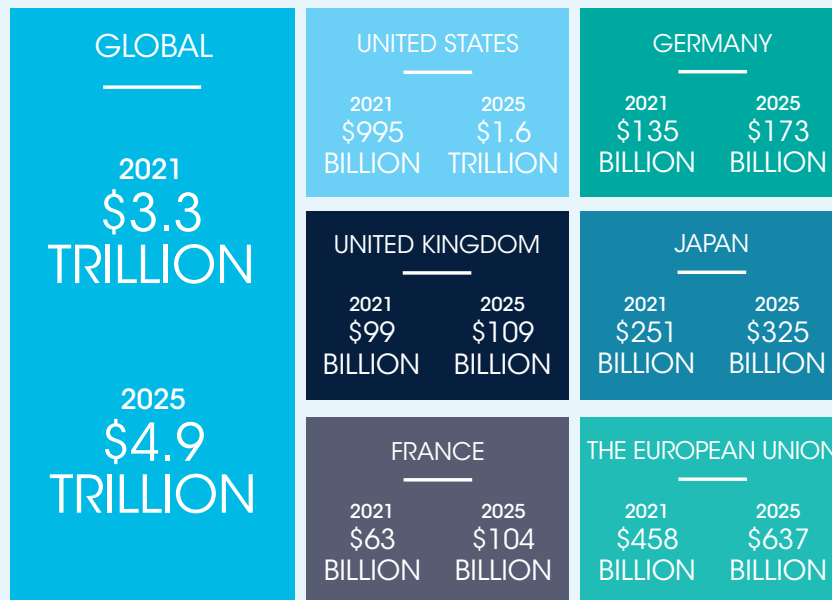 GLOBAL
2021
$3.3
TRILLION
2025
$4.9
TRILLION
UNITED STATES
2021
$995
BILLION
2025
$1.6
TRILLION
GERMANY
2021
$135
BILLION
2025
$173
BILLION
UNITED KINGDOM
2021
$99
BILLION
2025
$109
BILLION
JAPAN
2021
$251
BILLION
2025
$325
BILLION
FRANCE
2021
$63
BILLION
2025
$104
BILLION
THE EUROPEAN UNION
2021
$458
BILLION
2025
$637
BILLION